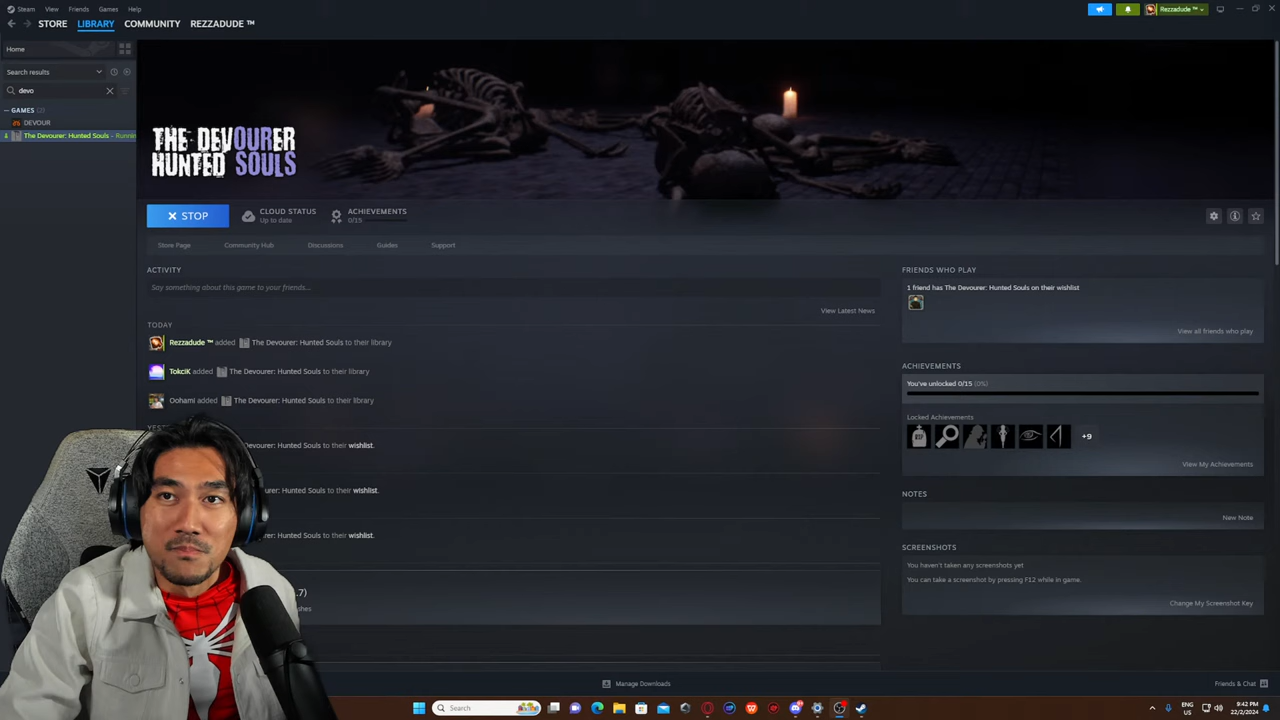 Steam View Friends Games Help
Rezzadude ™
STORE LIBRARY COMMUNITY REZZADUDE ™
Home
Search results
devo
GAMES (2)
DEVOUR
The Devourer: Hunted Souls - Runnin
THE DEVOURER
HUNTED SOULS
STOP
CLOUD STATUS
Up to date
ACHIEVEMENTS
0/15
Store Page Community Hub Discussions Guides Support
ACTIVITY
Say something about this game to your friends...
View Latest News
TODAY
Rezzadude ™ added The Devourer: Hunted Souls to their library
TokciK added The Devourer: Hunted Souls to their library
Oohami added The Devourer: Hunted Souls to their library
YE
urer: Hunted Souls to their wishlist.
urer: Hunted Souls to their wishlist.
urer: Hunted Souls to their wishlist.
.7)
shes
FRIENDS WHO PLAY
1 friend has The Devourer: Hunted Souls on their wishlist
View all friends who play
ACHIEVEMENTS
You've unlocked 0/15 (0%)
Locked Achievements
RIP
+9
View My Achievements
NOTES
New Note
SCREENSHOTS
You haven't taken any screenshots yet
You can take a screenshot by pressing F12 while in game.
Change My Screenshot Key
Manage Downloads
Friends & Chat
Search
ENG
US
9:42 PM
22/2/2024